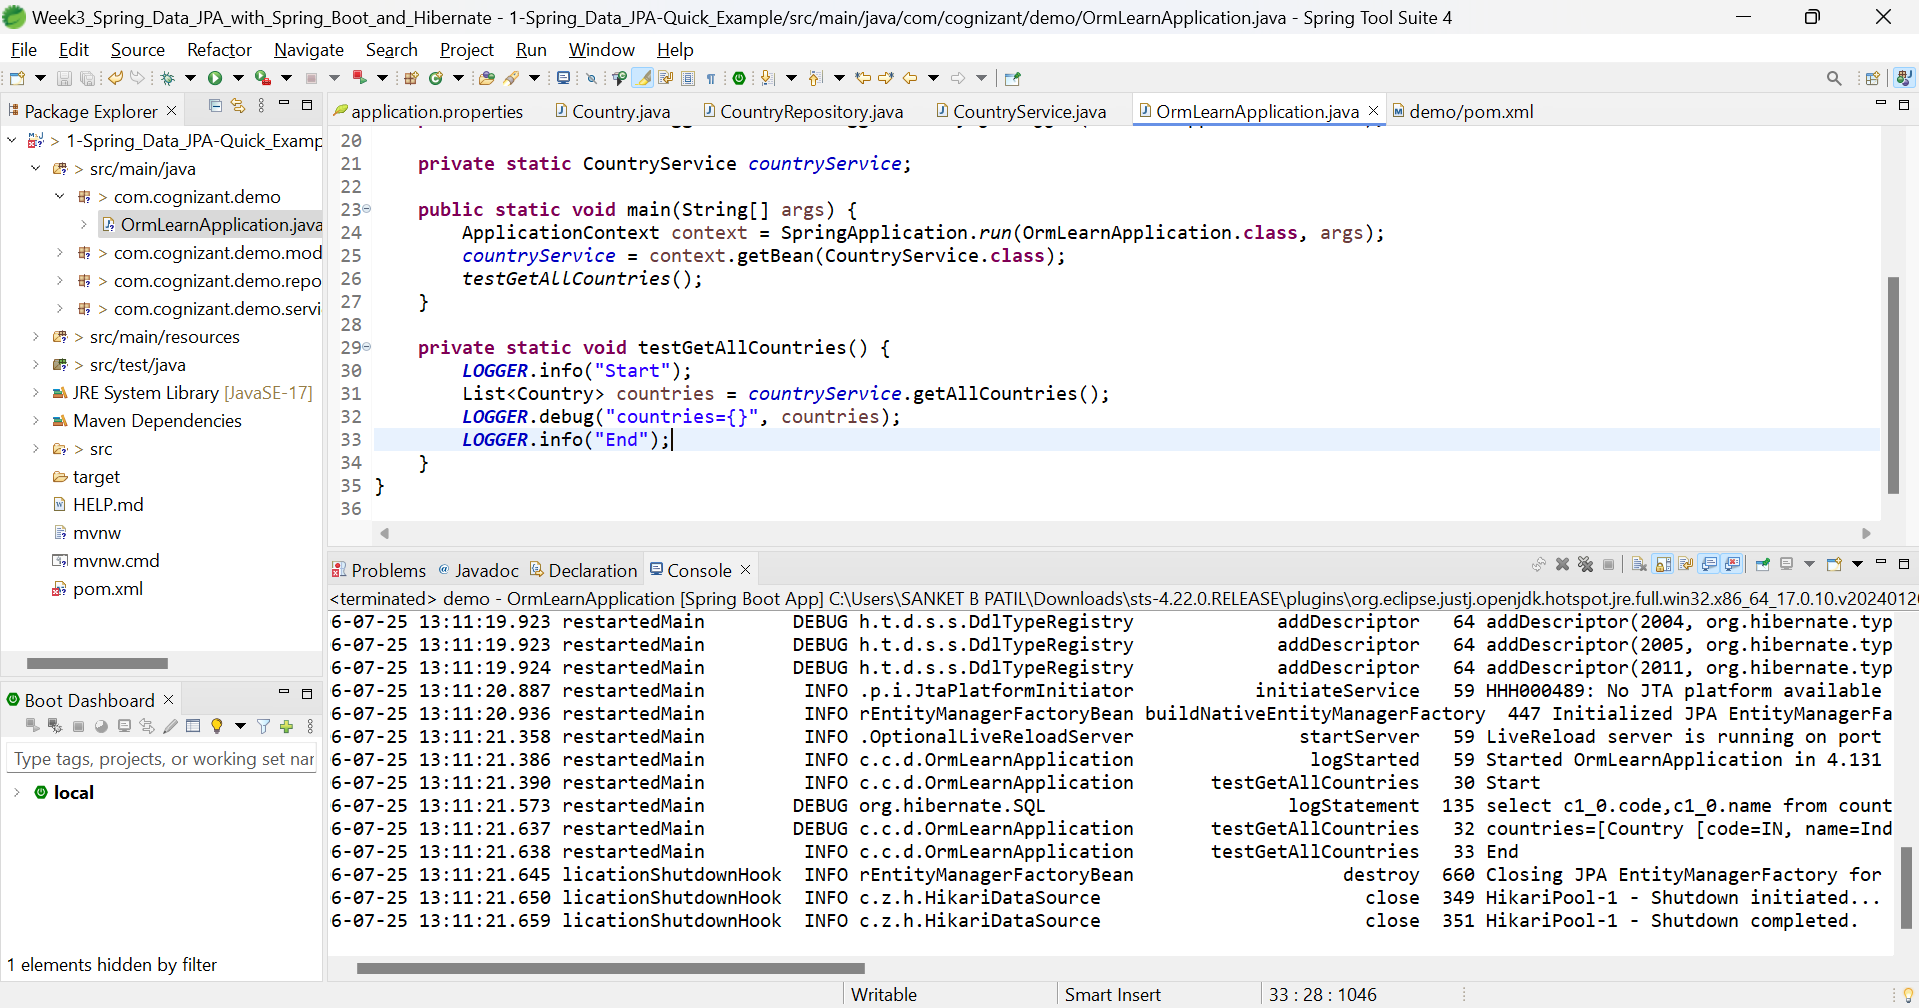 Week3_Spring_Data_JPA_with_Spring_Boot_and_Hibernate - 1-Spring_Data_JPA-Quick_Example/src/main/java/com/cognizant/demo/OrmLearnApplication.java - Spring Tool Suite 4
File Edit Source Refactor Navigate Search Project Run Window Help
Package Explorer
> 1-Spring_Data_JPA-Quick_Examp
> src/main/java
> com.cognizant.demo
OrmLearnApplication.java
> com.cognizant.demo.mod
> com.cognizant.demo.repo
> com.cognizant.demo.servi
> src/main/resources
> src/test/java
JRE System Library [JavaSE-17]
Maven Dependencies
> src
target
HELP.md
mvnw
mvnw.cmd
pom.xml
Boot Dashboard
Type tags, projects, or working set nar
local
1 elements hidden by filter
application.properties Country.java CountryRepository.java CountryService.java OrmLearnApplication.java demo/pom.xml
20
21 private static CountryService countryService;
22
23 public static void main(String[] args) {
24 ApplicationContext context = SpringApplication.run(OrmLearnApplication.class, args);
25 countryService = context.getBean(CountryService.class);
26 testGetAllCountries();
27 }
28
29 private static void testGetAllCountries() {
30 LOGGER.info("Start");
31 List<Country> countries = countryService.getAllCountries();
32 LOGGER.debug("countries={}", countries);
33 LOGGER.info("End");
34 }
35 }
36
Problems Javadoc Declaration Console
<terminated> demo - OrmLearnApplication [Spring Boot App] C:\Users\SANKET B PATIL\Downloads\sts-4.22.0.RELEASE\plugins\org.eclipse.justj.openjdk.hotspot.jre.full.win32.x86_64_17.0.10.v2024012
6-07-25 13:11:19.923 restartedMain DEBUG h.t.d.s.s.DdlTypeRegistry addDescriptor 64 addDescriptor(2004, org.hibernate.typ
6-07-25 13:11:19.923 restartedMain DEBUG h.t.d.s.s.DdlTypeRegistry addDescriptor 64 addDescriptor(2005, org.hibernate.typ
6-07-25 13:11:19.924 restartedMain DEBUG h.t.d.s.s.DdlTypeRegistry addDescriptor 64 addDescriptor(2011, org.hibernate.typ
6-07-25 13:11:20.887 restartedMain INFO .p.i.JtaPlatformInitiator initiateService 59 HHH000489: No JTA platform available
6-07-25 13:11:20.936 restartedMain INFO rEntityManagerFactoryBean buildNativeEntityManagerFactory 447 Initialized JPA EntityManagerFa
6-07-25 13:11:21.358 restartedMain INFO .OptionalLiveReloadServer startServer 59 LiveReload server is running on port
6-07-25 13:11:21.386 restartedMain INFO c.c.d.OrmLearnApplication logStarted 59 Started OrmLearnApplication in 4.131
6-07-25 13:11:21.390 restartedMain INFO c.c.d.OrmLearnApplication testGetAllCountries 30 Start
6-07-25 13:11:21.573 restartedMain DEBUG org.hibernate.SQL logStatement 135 select c1_0.code,c1_0.name from count
6-07-25 13:11:21.637 restartedMain DEBUG c.c.d.OrmLearnApplication testGetAllCountries 32 countries=[Country [code=IN, name=Ind
6-07-25 13:11:21.638 restartedMain INFO c.c.d.OrmLearnApplication testGetAllCountries 33 End
6-07-25 13:11:21.645 licationShutdownHook INFO rEntityManagerFactoryBean destroy 660 Closing JPA EntityManagerFactory for
6-07-25 13:11:21.650 licationShutdownHook INFO c.z.h.HikariDataSource close 349 HikariPool-1 - Shutdown initiated...
6-07-25 13:11:21.659 licationShutdownHook INFO c.z.h.HikariDataSource close 351 HikariPool-1 - Shutdown completed.
Writable Smart Insert 33 : 28 : 1046